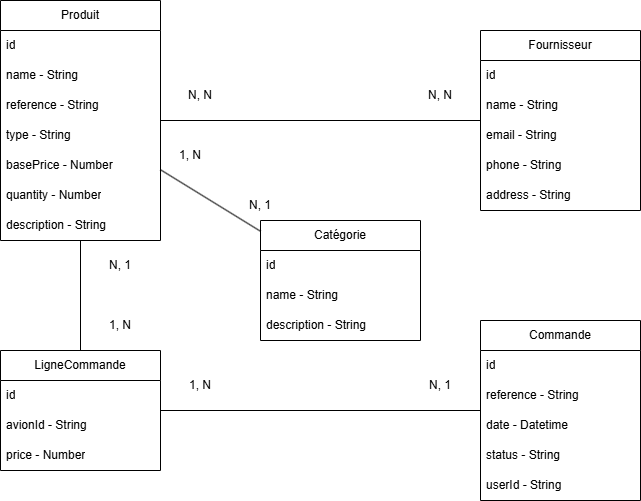 Produit
id
name - String
reference - String
type - String
basePrice - Number
quantity - Number
description - String
Fournisseur
id
name - String
email - String
phone - String
address - String
N, N
N, N
1, N
N, 1
Catégorie
id
name - String
description - String
N, 1
1, N
LigneCommande
id
avionId - String
price - Number
1, N
N, 1
Commande
id
reference - String
date - Datetime
status - String
userId - String